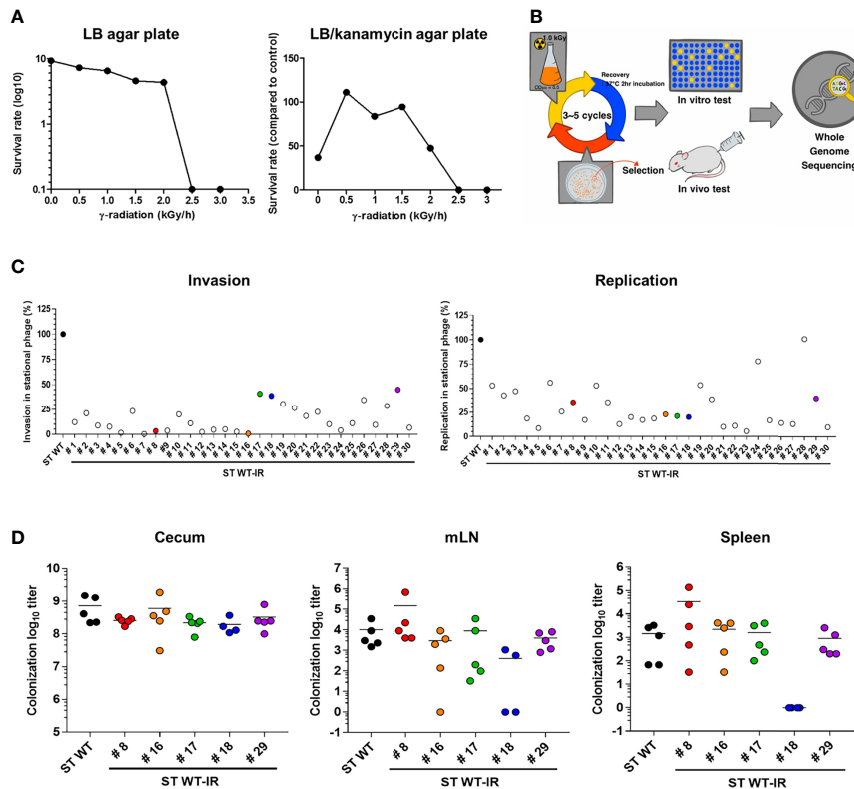 A
LB agar plate
Survival rate (log10)
10
1
0.1
0.0 0.5 1.0 1.5 2.0 2.5 3.0 3.5
γ-radiation (kGy/h)
LB/kanamycin agar plate
Survival rate (compared to control)
150
100
50
0
0 0.5 1 1.5 2 2.5 3
γ-radiation (kGy/h)
B
1.0 kGy
Recovery
37°C 2hr incubation
3~5 cycles
Selection
In vitro test
In vivo test
Whole
Genome
Sequencing
C
Invasion
Invasion in stational phage (%)
125
100
75
50
25
0
ST WT # 1 # 2 # 3 # 4 # 5 # 6 # 7 # 8 # 9 # 10 # 11 # 12 # 13 # 14 # 15 # 16 # 17 # 18 # 19 # 20 # 21 # 22 # 23 # 24 # 25 # 26 # 27 # 28 # 29 # 30
ST WT-IR
Replication
Replication in stational phage (%)
125
100
75
50
25
0
ST WT # 1 # 2 # 3 # 4 # 5 # 6 # 7 # 8 # 9 # 10 # 11 # 12 # 13 # 14 # 15 # 16 # 17 # 18 # 19 # 20 # 21 # 22 # 23 # 24 # 25 # 26 # 27 # 28 # 29 # 30
ST WT-IR
D
Cecum
Colonization log10 titer
10
9
8
7
6
5
ST WT # 8 # 16 # 17 # 18 # 29
ST WT-IR
mLN
Colonization log10 titer
7
6
5
4
3
2
1
0
-1
ST WT # 8 # 16 # 17 # 18 # 29
ST WT-IR
Spleen
Colonization log10 titer
6
5
4
3
2
1
0
-1
ST WT # 8 # 16 # 17 # 18 # 29
ST WT-IR